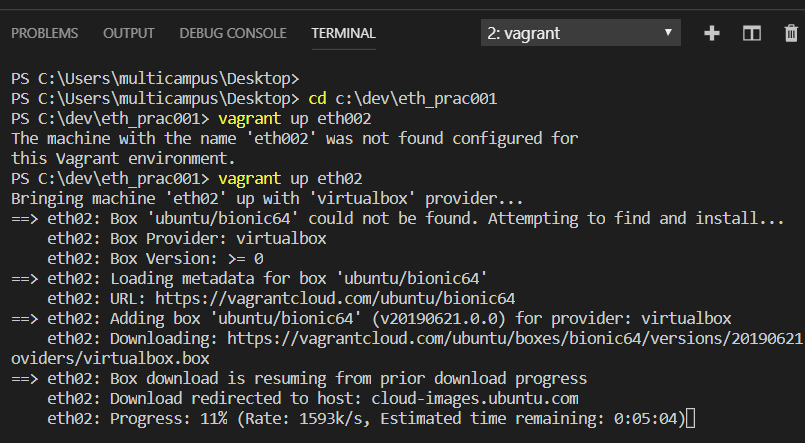 PROBLEMS OUTPUT DEBUG CONSOLE TERMINAL 2: vagrant
PS C:\Users\multicampus\Desktop>
PS C:\Users\multicampus\Desktop> cd c:\dev\eth_prac001
PS C:\dev\eth_prac001> vagrant up eth002
The machine with the name 'eth002' was not found configured for
this Vagrant environment.
PS C:\dev\eth_prac001> vagrant up eth02
Bringing machine 'eth02' up with 'virtualbox' provider...
==> eth02: Box 'ubuntu/bionic64' could not be found. Attempting to find and install...
    eth02: Box Provider: virtualbox
    eth02: Box Version: >= 0
==> eth02: Loading metadata for box 'ubuntu/bionic64'
    eth02: URL: https://vagrantcloud.com/ubuntu/bionic64
==> eth02: Adding box 'ubuntu/bionic64' (v20190621.0.0) for provider: virtualbox
    eth02: Downloading: https://vagrantcloud.com/ubuntu/boxes/bionic64/versions/20190621
oviders/virtualbox.box
==> eth02: Box download is resuming from prior download progress
    eth02: Download redirected to host: cloud-images.ubuntu.com
    eth02: Progress: 11% (Rate: 1593k/s, Estimated time remaining: 0:05:04)